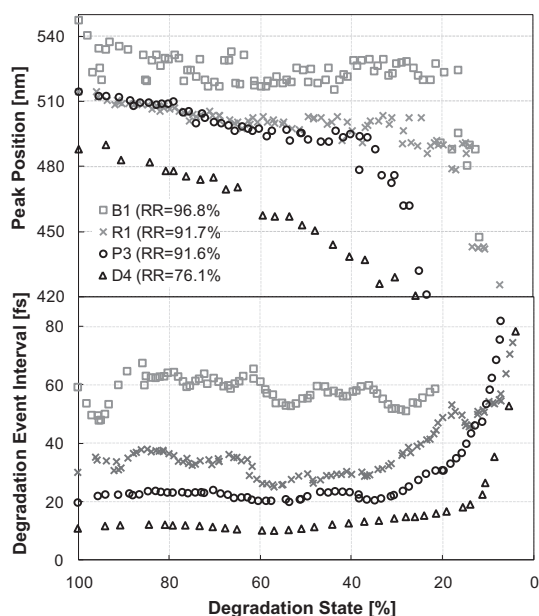 540
510
480
450
420
Peak Position [nm]
B1 (RR=96.8%)
R1 (RR=91.7%)
P3 (RR=91.6%)
D4 (RR=76.1%)
80
60
40
20
0
Degradation Event Interval [fs]
100 80 60 40 20 0
Degradation State [%]